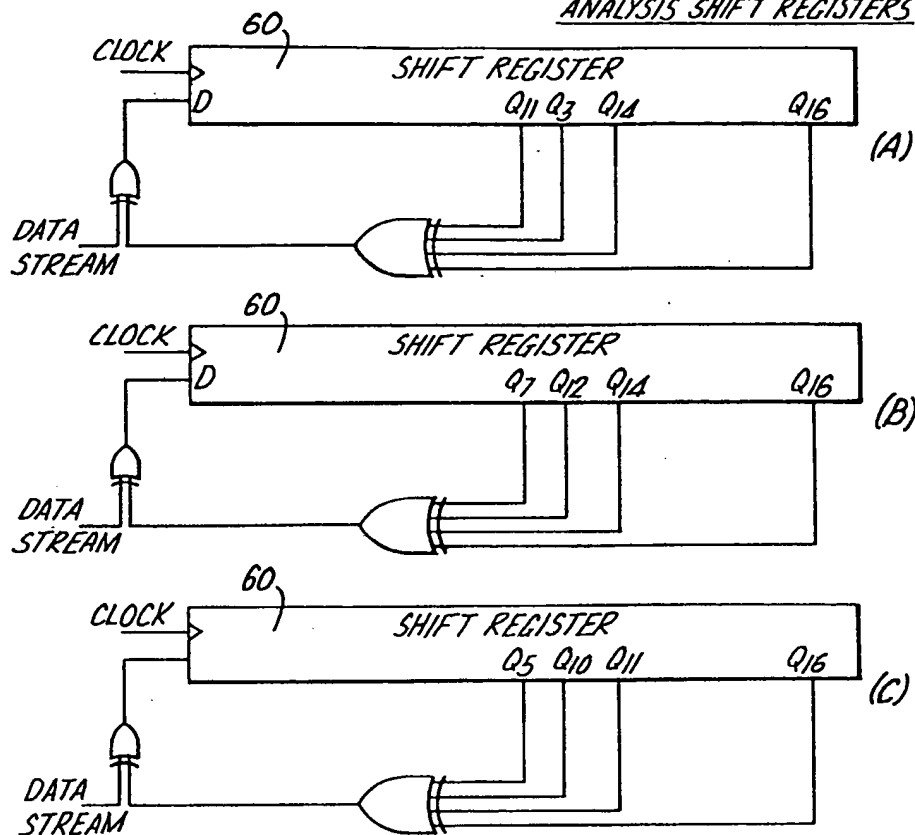 ANALYSIS SHIFT REGISTERS
60
CLOCK
SHIFT REGISTER
D
Q11 Q3 Q14 Q16
(A)
DATA
STREAM
60
CLOCK
SHIFT REGISTER
D
Q7 Q12 Q14 Q16
(B)
DATA
STREAM
60
CLOCK
SHIFT REGISTER
Q5 Q10 Q11 Q16
(C)
DATA
STREAM